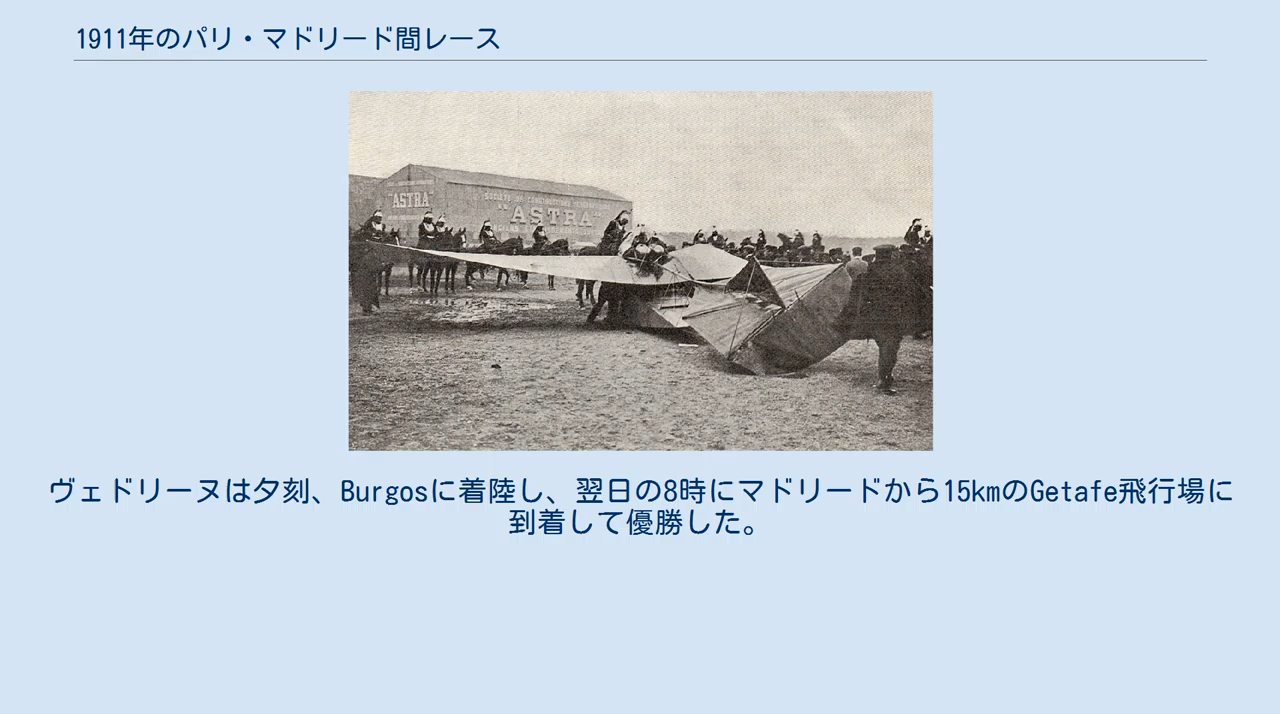 1911年のパリ・マドリード間レース
"ASTRA"
SOCIÉTÉ DE CONSTRUCTIONS
"ASTRA"
ヴェドリーヌは夕刻、Burgosに着陸し、翌日の8時にマドリードから15kmのGetafe飛行場に
到着して優勝した。